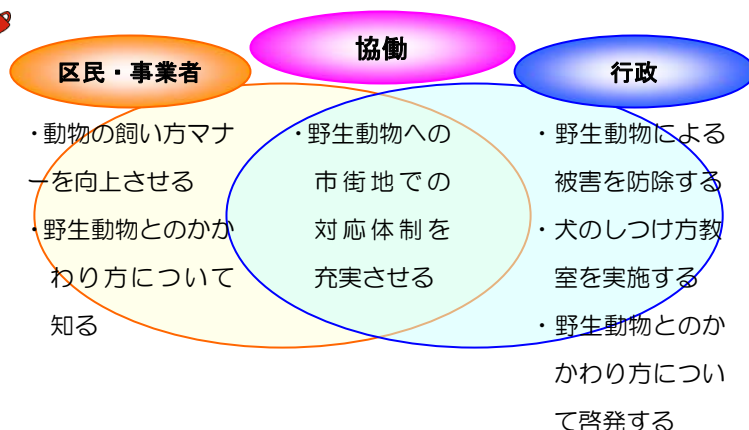 協働
区民・事業者
行政
・動物の飼い方マナ
ーを向上させる
・野生動物とのかか
わり方について
知る
・野生動物への
市街地での
対応体制を
充実させる
・野生動物による
被害を防除する
・犬のしつけ方教
室を実施する
・野生動物とのか
かわり方につい
て啓発する